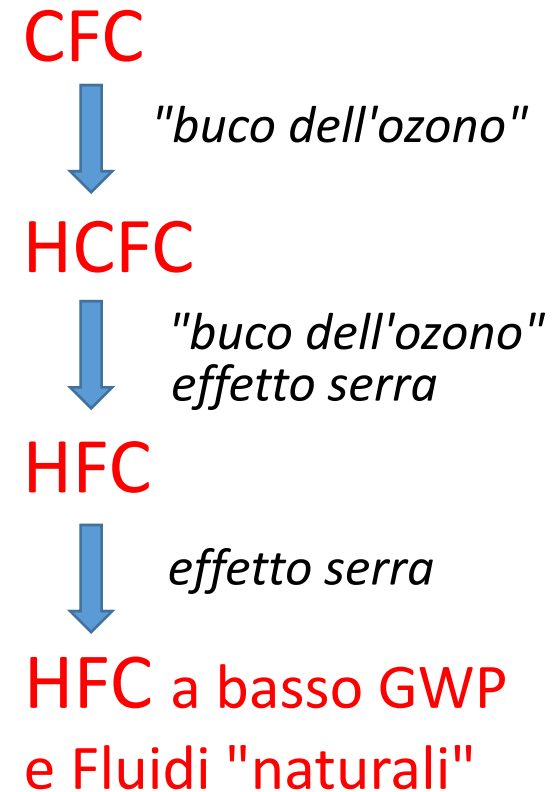 CFC
"buco dell'ozono"
HCFC
"buco dell'ozono"
effetto serra
HFC
effetto serra
HFC a basso GWP
e Fluidi "naturali"